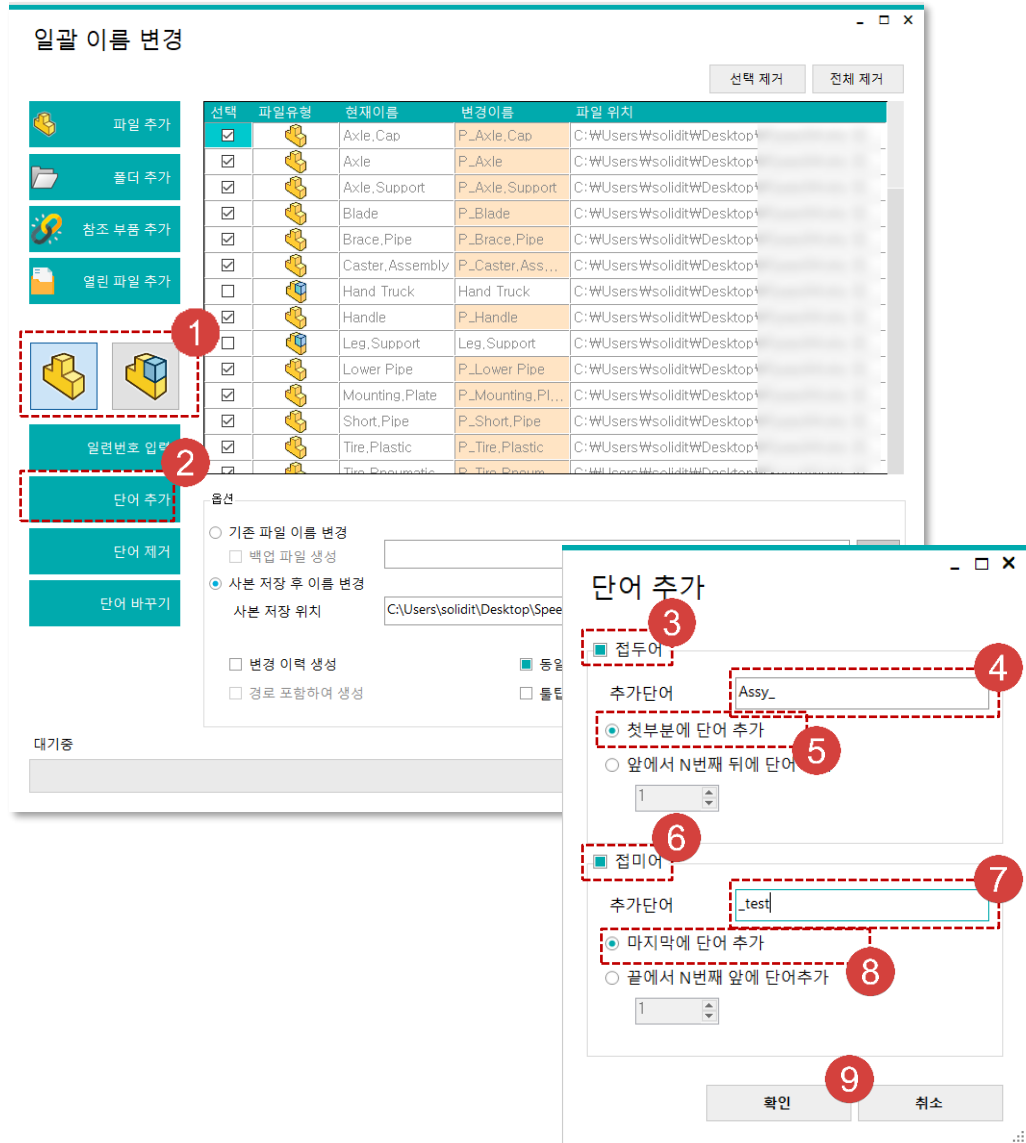 일괄 이름 변경
선택 제거 전체 제거
파일 추가
폴더 추가
참조 부품 추가
열린 파일 추가
1
일련번호 입력
2
단어 추가
단어 제거
단어 바꾸기
선택 파일유형 현재이름 변경이름 파일 위치
Axle,Cap P_Axle,Cap C:₩Users₩solidit₩Desktop₩
Axle P_Axle C:₩Users₩solidit₩Desktop₩
Axle,Support P_Axle,Support C:₩Users₩solidit₩Desktop₩
Blade P_Blade C:₩Users₩solidit₩Desktop₩
Brace,Pipe P_Brace,Pipe C:₩Users₩solidit₩Desktop₩
Caster,Assembly P_Caster,Ass... C:₩Users₩solidit₩Desktop₩
Hand Truck Hand Truck C:₩Users₩solidit₩Desktop₩
Handle P_Handle C:₩Users₩solidit₩Desktop₩
Leg,Support Leg,Support C:₩Users₩solidit₩Desktop₩
Lower Pipe P_Lower Pipe C:₩Users₩solidit₩Desktop₩
Mounting,Plate P_Mounting,Pl... C:₩Users₩solidit₩Desktop₩
Short,Pipe P_Short,Pipe C:₩Users₩solidit₩Desktop₩
Tire,Plastic P_Tire,Plastic C:₩Users₩solidit₩Desktop₩
Tire,Pneumatic P_Tire,Pneum... C:₩Users₩solidit₩Desktop₩
옵션
기존 파일 이름 변경
백업 파일 생성
사본 저장 후 이름 변경
사본 저장 위치 C:\Users\solidit\Desktop\Spee
변경 이력 생성 동일
경로 포함하여 생성 툴팁
대기중
단어 추가
3
접두어
4
추가단어 Assy_
첫부분에 단어 추가
5
앞에서 N번째 뒤에 단어
1
6
접미어
7
추가단어 _test
마지막에 단어 추가
8
끝에서 N번째 앞에 단어추가
1
9
확인 취소